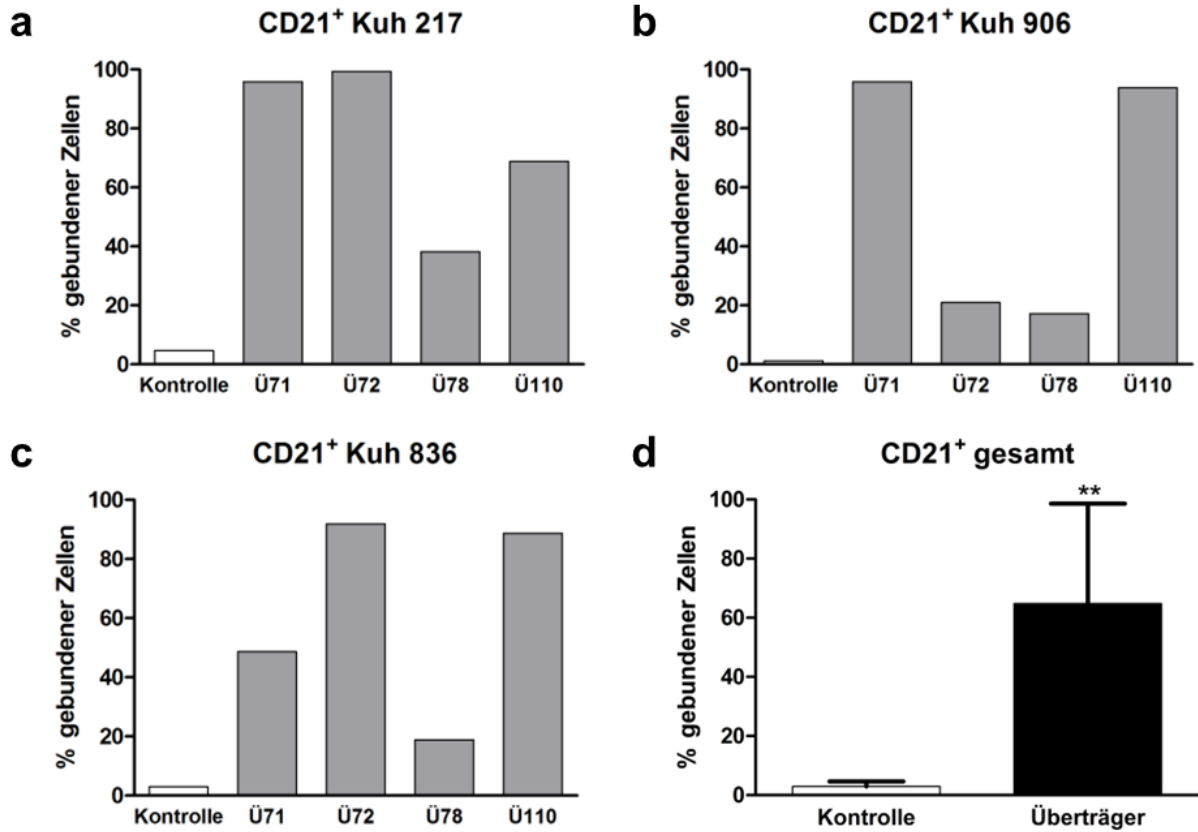 a
CD21⁺ Kuh 217
% gebundener Zellen
100
80
60
40
20
0
Kontrolle Ü71 Ü72 Ü78 Ü110
b
CD21⁺ Kuh 906
% gebundener Zellen
100
80
60
40
20
0
Kontrolle Ü71 Ü72 Ü78 Ü110
c
CD21⁺ Kuh 836
% gebundener Zellen
100
80
60
40
20
0
Kontrolle Ü71 Ü72 Ü78 Ü110
d
CD21⁺ gesamt
% gebundener Zellen
100
80
60
40
20
0
**
Kontrolle Überträger